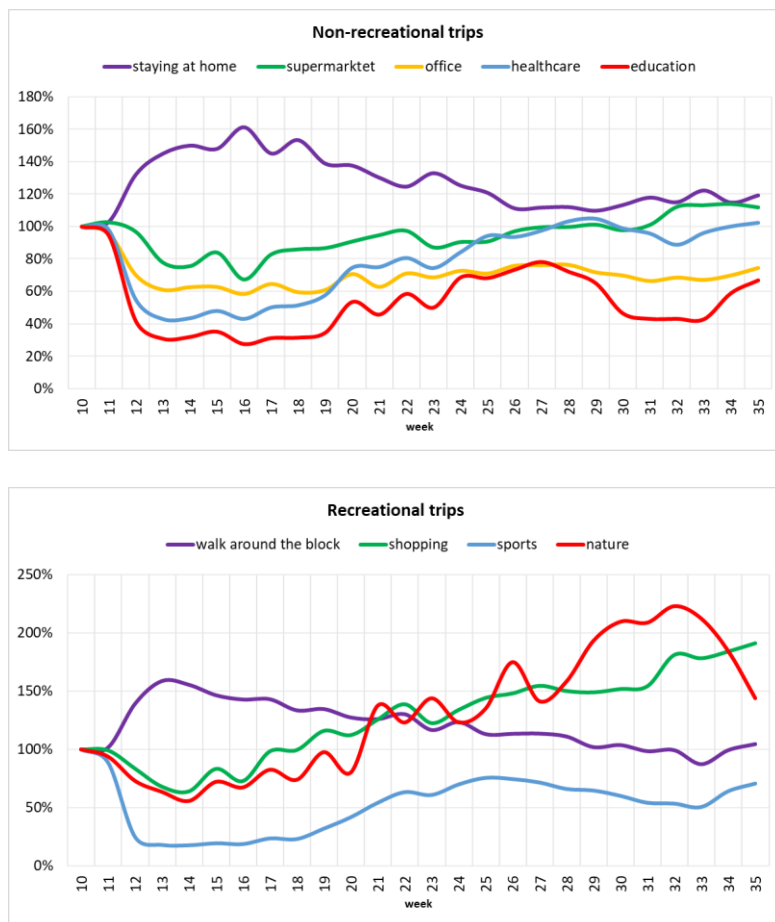 Non-recreational trips
staying at home supermarktet office healthcare education
180%
160%
140%
120%
100%
80%
60%
40%
20%
0%
10 11 12 13 14 15 16 17 18 19 20 21 22 23 24 25 26 27 28 29 30 31 32 33 34 35
week
Recreational trips
walk around the block shopping sports nature
250%
200%
150%
100%
50%
0%
10 11 12 13 14 15 16 17 18 19 20 21 22 23 24 25 26 27 28 29 30 31 32 33 34 35
week